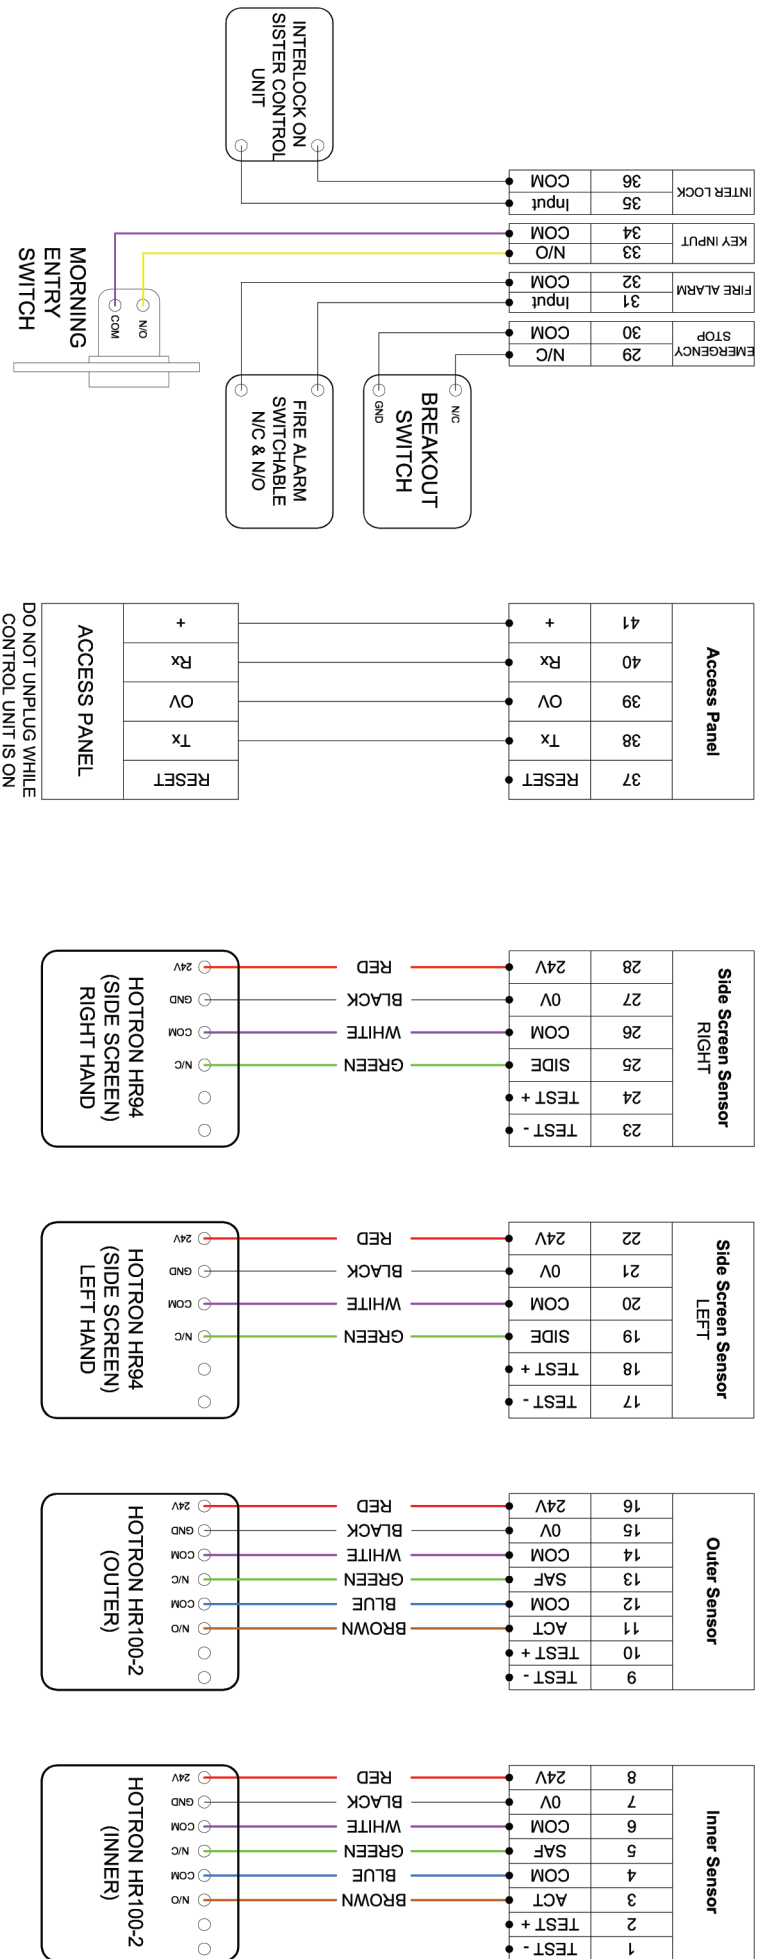 INTERLOCK ON
SISTER CONTROL
UNIT
INTER LOCK
36 COM
35 Input
KEY INPUT
34 COM
33 N/O
FIRE ALARM
32 COM
31 Input
EMERGENCY
STOP
30 COM
29 N/C
MORNING
ENTRY
SWITCH
COM
N/O
FIRE ALARM
SWITCHABLE
N/C & N/O
BREAKOUT
SWITCH
N/C
GND
Access Panel
41 +
40 Rx
39 OV
38 Tx
37 RESET
+
Rx
OV
Tx
RESET
ACCESS PANEL
DO NOT UNPLUG WHILE
CONTROL UNIT IS ON
Side Screen Sensor
RIGHT
28 24V RED 24V
27 0V BLACK GND
26 COM WHITE COM
25 SIDE GREEN N/C
24 TEST +
23 TEST -
HOTRON HR94
(SIDE SCREEN)
RIGHT HAND
Side Screen Sensor
LEFT
22 24V RED 24V
21 0V BLACK GND
20 COM WHITE COM
19 SIDE GREEN N/C
18 TEST +
17 TEST -
HOTRON HR94
(SIDE SCREEN)
LEFT HAND
Outer Sensor
16 24V RED 24V
15 0V BLACK GND
14 COM WHITE COM
13 SAF GREEN N/C
12 COM BLUE COM
11 ACT BROWN N/O
10 TEST +
9 TEST -
HOTRON HR100-2
(OUTER)
Inner Sensor
8 24V RED 24V
7 0V BLACK GND
6 COM WHITE COM
5 SAF GREEN N/C
4 COM BLUE COM
3 ACT BROWN N/O
2 TEST +
1 TEST -
HOTRON HR100-2
(INNER)